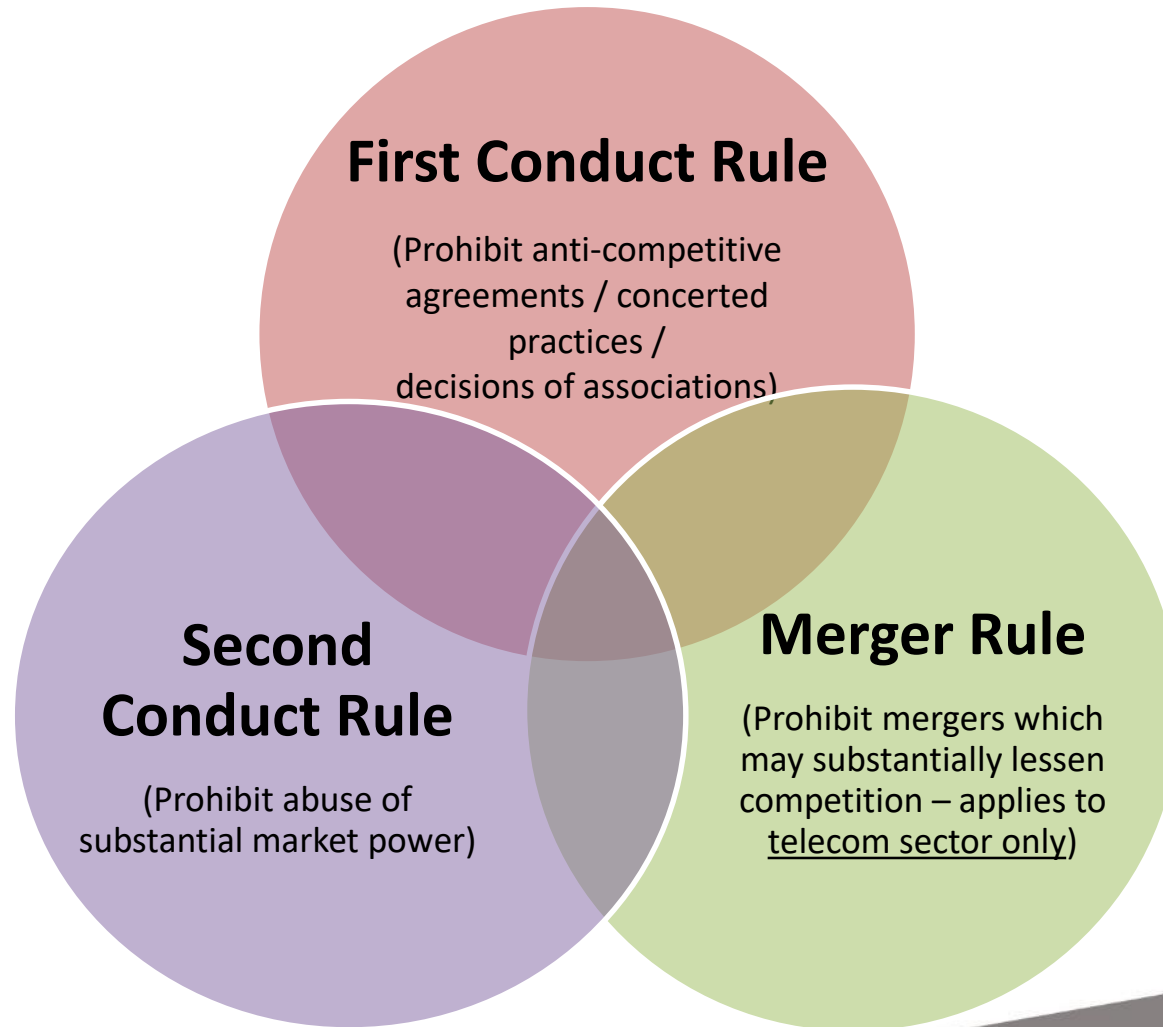 First Conduct Rule
(Prohibit anti-competitive
agreements / concerted
practices /
decisions of associations)
Second
Conduct Rule
(Prohibit abuse of
substantial market power)
Merger Rule
(Prohibit mergers which
may substantially lessen
competition – applies to
telecom sector only)